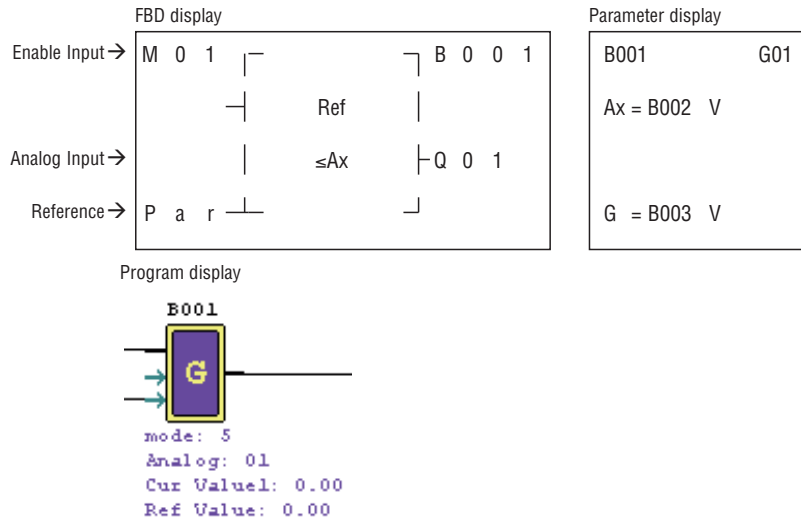 FBD display
Parameter display
Enable Input→ M 0 1 B 0 0 1
B001 G01
Ref
Ax = B002 V
Analog Input→ ≤Ax Q 0 1
Reference→ P a r
G = B003 V
Program display
B001
G
mode: 5
Analog: 01
Cur Value1: 0.00
Ref Value: 0.00